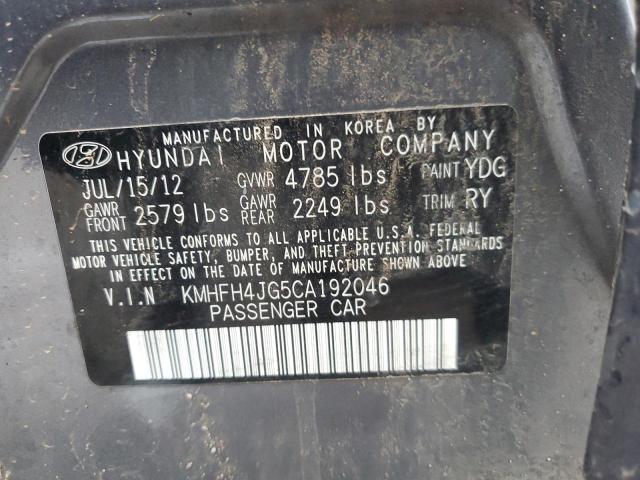 MANUFACTURED IN KOREA BY
HYUNDAI MOTOR COMPANY
JUL/15/12 GVWR 4785 lbs PAINT YDG
GAWR FRONT 2579 lbs GAWR REAR 2249 lbs TRIM RY
THIS VEHICLE CONFORMS TO ALL APPLICABLE U.S.A. FEDERAL
MOTOR VEHICLE SAFETY, BUMPER, AND THEFT PREVENTION STANDARDS
IN EFFECT ON THE DATE OF MANUFACTURE SHOWN ABOVE.
V.I.N KMHFH4JG5CA192046
PASSENGER CAR